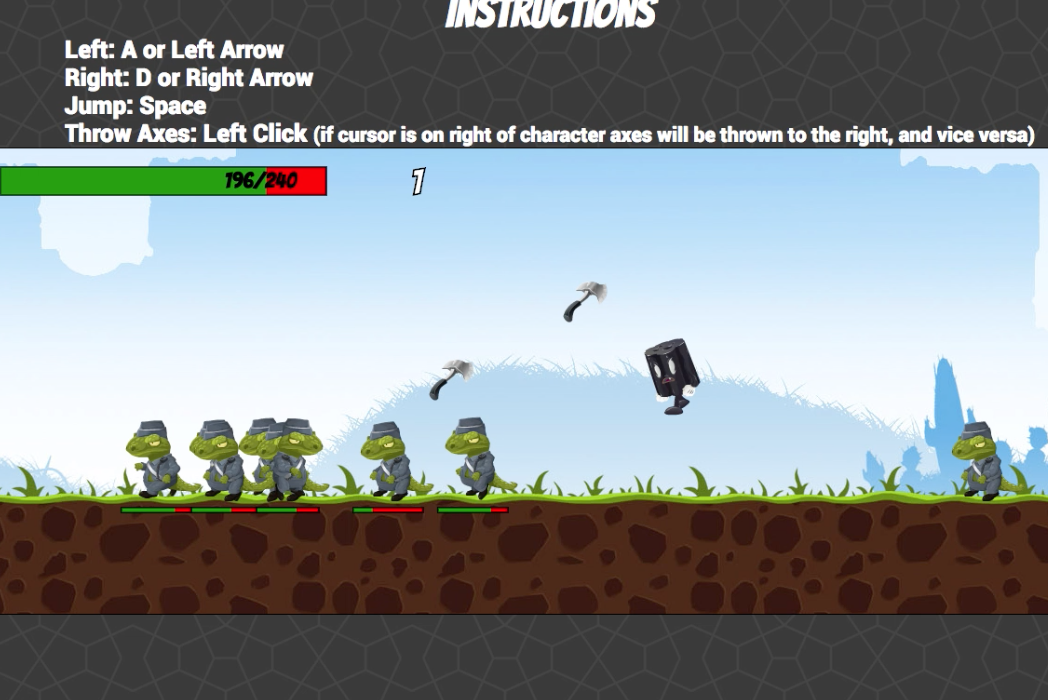 INSTRUCTIONS
Left: A or Left Arrow
Right: D or Right Arrow
Jump: Space
Throw Axes: Left Click (if cursor is on right of character axes will be thrown to the right, and vice versa)
196/240 1